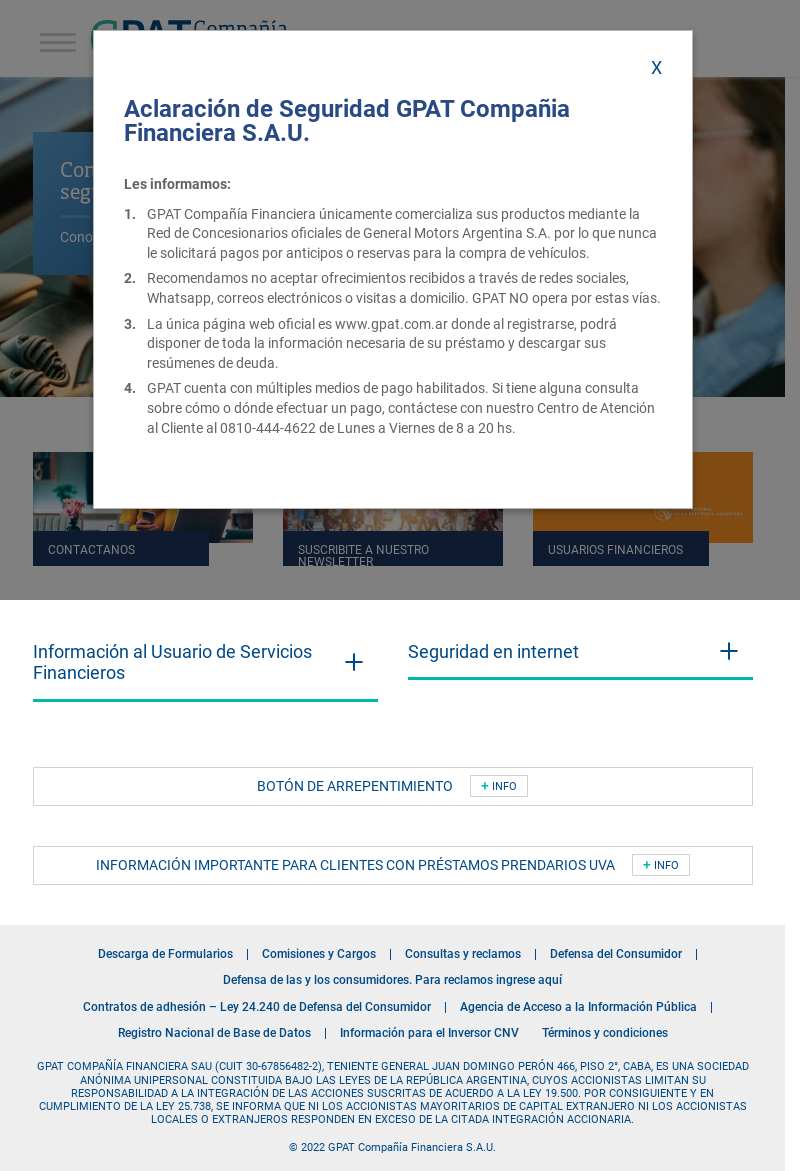 GPAT Compañía
X
Aclaración de Seguridad GPAT Compañia
Financiera S.A.U.
Les informamos:
1. GPAT Compañía Financiera únicamente comercializa sus productos mediante la
Red de Concesionarios oficiales de General Motors Argentina S.A. por lo que nunca
le solicitará pagos por anticipos o reservas para la compra de vehículos.
2. Recomendamos no aceptar ofrecimientos recibidos a través de redes sociales,
Whatsapp, correos electrónicos o visitas a domicilio. GPAT NO opera por estas vías.
3. La única página web oficial es www.gpat.com.ar donde al registrarse, podrá
disponer de toda la información necesaria de su préstamo y descargar sus
resúmenes de deuda.
4. GPAT cuenta con múltiples medios de pago habilitados. Si tiene alguna consulta
sobre cómo o dónde efectuar un pago, contáctese con nuestro Centro de Atención
al Cliente al 0810-444-4622 de Lunes a Viernes de 8 a 20 hs.
CONTACTANOS
SUSCRIBITE A NUESTRO
NEWSLETTER
USUARIOS FINANCIEROS
Información al Usuario de Servicios
Financieros
Seguridad en internet
BOTÓN DE ARREPENTIMIENTO + INFO
INFORMACIÓN IMPORTANTE PARA CLIENTES CON PRÉSTAMOS PRENDARIOS UVA + INFO
Descarga de Formularios | Comisiones y Cargos | Consultas y reclamos | Defensa del Consumidor |
Defensa de las y los consumidores. Para reclamos ingrese aquí
Contratos de adhesión – Ley 24.240 de Defensa del Consumidor | Agencia de Acceso a la Información Pública |
Registro Nacional de Base de Datos | Información para el Inversor CNV Términos y condiciones
GPAT COMPAÑÍA FINANCIERA SAU (CUIT 30-67856482-2), TENIENTE GENERAL JUAN DOMINGO PERÓN 466, PISO 2°, CABA, ES UNA SOCIEDAD
ANÓNIMA UNIPERSONAL CONSTITUIDA BAJO LAS LEYES DE LA REPÚBLICA ARGENTINA, CUYOS ACCIONISTAS LIMITAN SU
RESPONSABILIDAD A LA INTEGRACIÓN DE LAS ACCIONES SUSCRITAS DE ACUERDO A LA LEY 19.500. POR CONSIGUIENTE Y EN
CUMPLIMIENTO DE LA LEY 25.738, SE INFORMA QUE NI LOS ACCIONISTAS MAYORITARIOS DE CAPITAL EXTRANJERO NI LOS ACCIONISTAS
LOCALES O EXTRANJEROS RESPONDEN EN EXCESO DE LA CITADA INTEGRACIÓN ACCIONARIA.
© 2022 GPAT Compañía Financiera S.A.U.